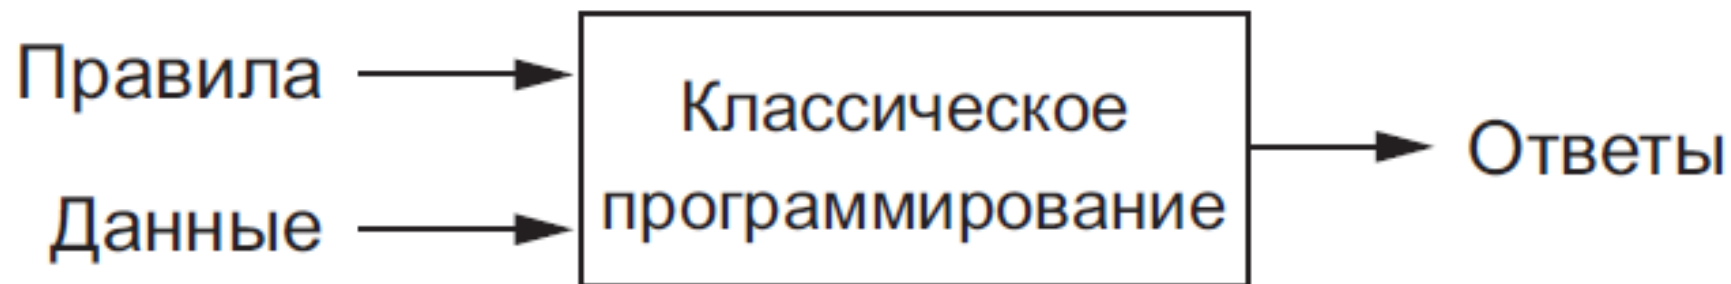 Правила
Данные
Классическое
программирование
Ответы